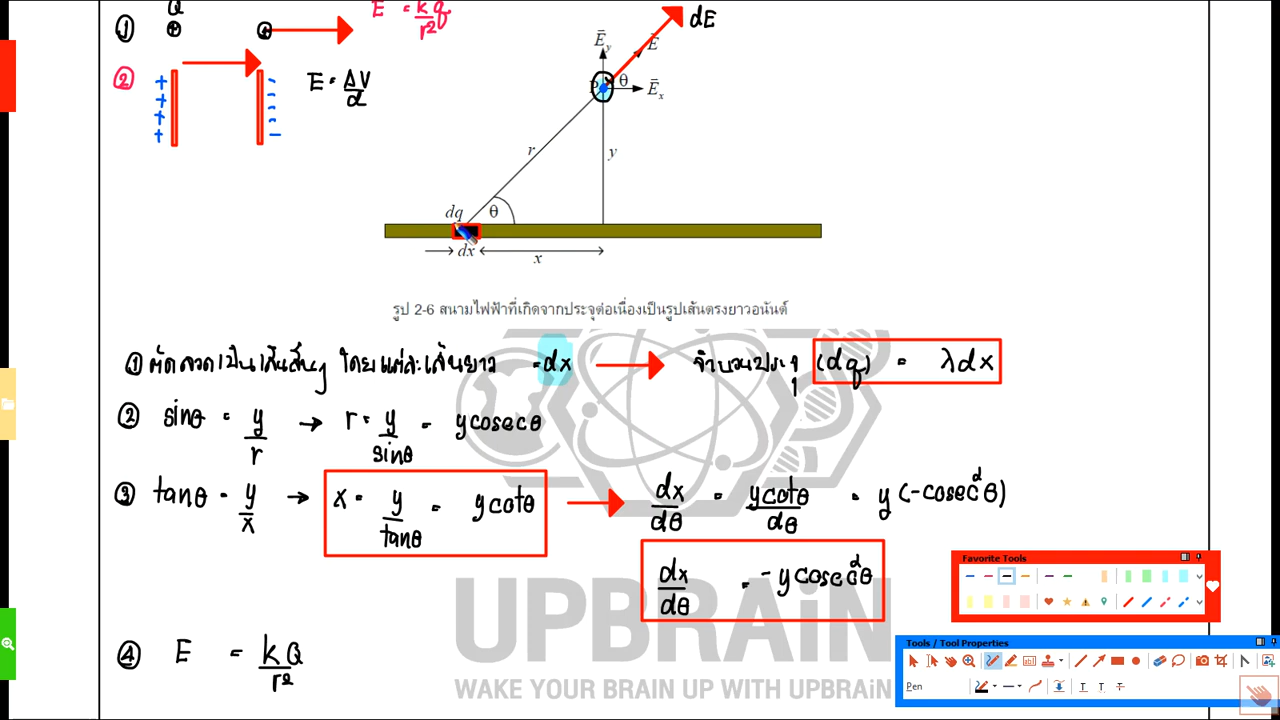 ① Q E = kq/r²
dE
② + + + + - - - - E = ΔV/d
E⃗y
E⃗
P θ
E⃗x
r y
dq θ
dx x
รูป 2-6 สนามไฟฟ้าที่เกิดจากประจุต่อเนื่องเป็นรูปเส้นตรงยาวอนันต์
① ตัดลวดเป็นเส้นสั้นๆ โดยแต่ละเส้นยาว = dx → จำนวนประจุ (dq) = λdx
② sinθ = y/r → r = y/sinθ = ycosecθ
③ tanθ = y/x → x = y/tanθ = ycotθ → dx/dθ = ycotθ/dθ = y(-cosec²θ)
dx/dθ = -ycosec²θ
④ E = kQ/r²
UPBRAiN
WAKE YOUR BRAIN UP WITH UPBRAiN
Favorite Tools
Tools / Tool Properties
Pen